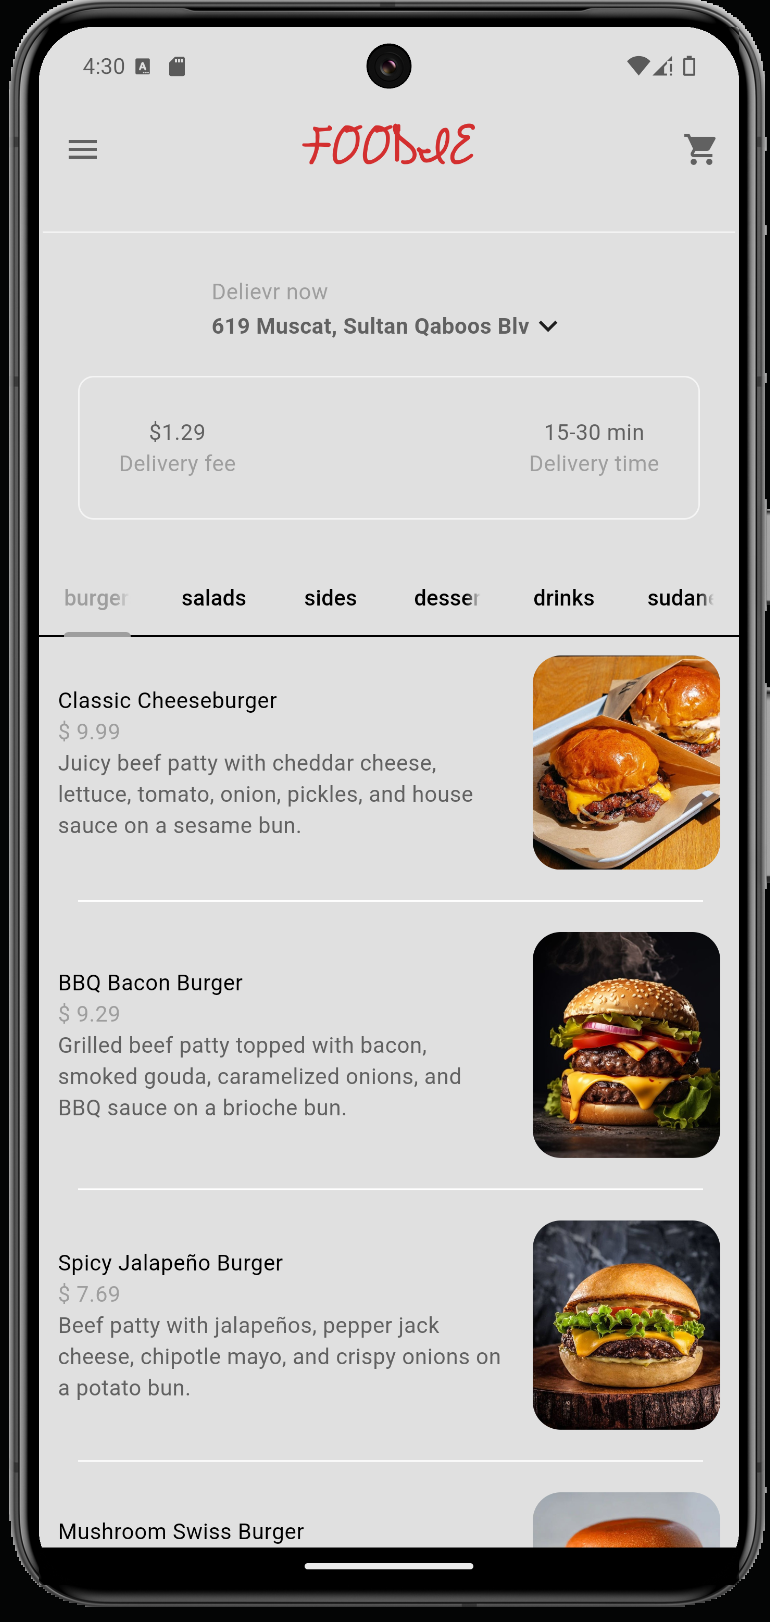 4:30
FOODIE
Delievr now
619 Muscat, Sultan Qaboos Blv
$1.29 15-30 min
Delivery fee Delivery time
burger salads sides desser drinks sudane
Classic Cheeseburger
$ 9.99
Juicy beef patty with cheddar cheese,
lettuce, tomato, onion, pickles, and house
sauce on a sesame bun.
BBQ Bacon Burger
$ 9.29
Grilled beef patty topped with bacon,
smoked gouda, caramelized onions, and
BBQ sauce on a brioche bun.
Spicy Jalapeño Burger
$ 7.69
Beef patty with jalapeños, pepper jack
cheese, chipotle mayo, and crispy onions on
a potato bun.
Mushroom Swiss Burger